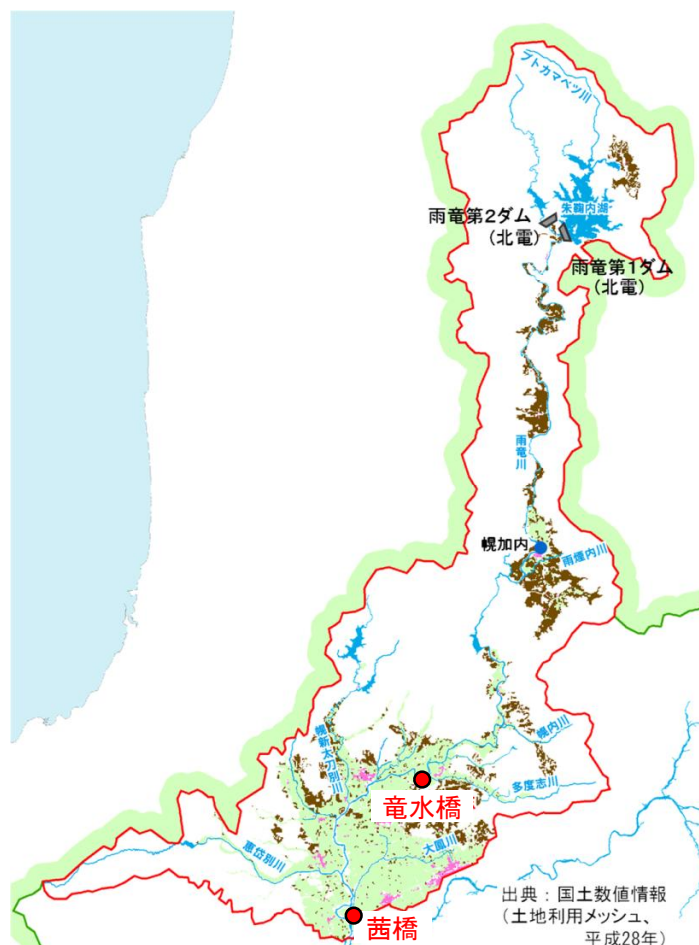 ブトカマベツ川
朱鞠内湖
雨竜第2ダム
(北電)
雨竜第1ダム
(北電)
雨竜川
幌加内
雨煙内川
幌新太刀別川
幌内川
多度志川
竜水橋
大鳳川
恵岱別川
茜橋
出典：国土数値情報
(土地利用メッシュ、
平成28年)